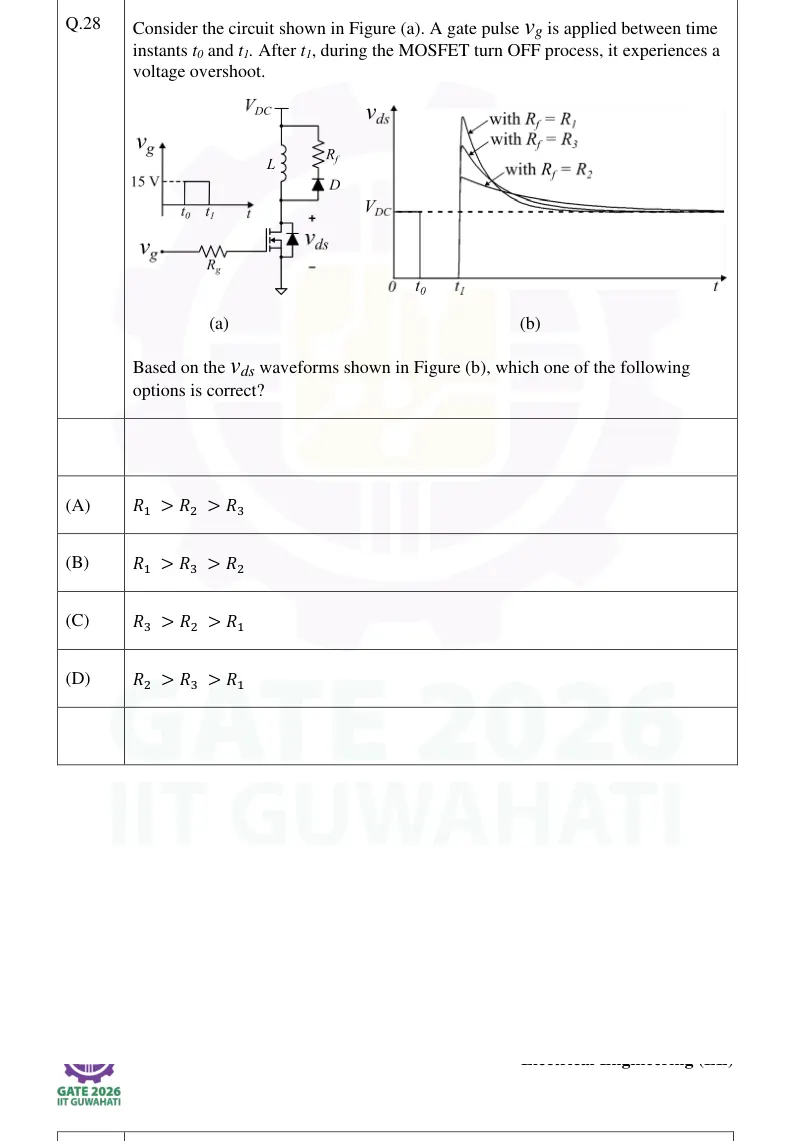 Q.28
Consider the circuit shown in Figure (a). A gate pulse vg is applied between time
instants t0 and t1. After t1, during the MOSFET turn OFF process, it experiences a
voltage overshoot.
VDC
vg
15 V
t0 t1 t
L
Rf
D
vg
Rg
+
vds
–
vds
with Rf = R1
with Rf = R3
with Rf = R2
VDC
0 t0 t1 t
(a)
(b)
Based on the vds waveforms shown in Figure (b), which one of the following
options is correct?
(A) R1 > R2 > R3
(B) R1 > R3 > R2
(C) R3 > R2 > R1
(D) R2 > R3 > R1
GATE 2026
IIT GUWAHATI
GATE 2026
IIT GUWAHATI